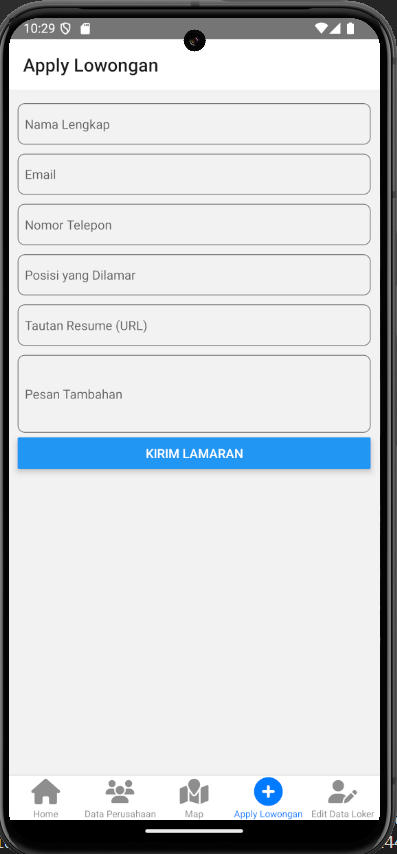 10:29
Apply Lowongan
Nama Lengkap
Email
Nomor Telepon
Posisi yang Dilamar
Tautan Resume (URL)
Pesan Tambahan
KIRIM LAMARAN
Home
Data Perusahaan
Map
Apply Lowongan
Edit Data Loker